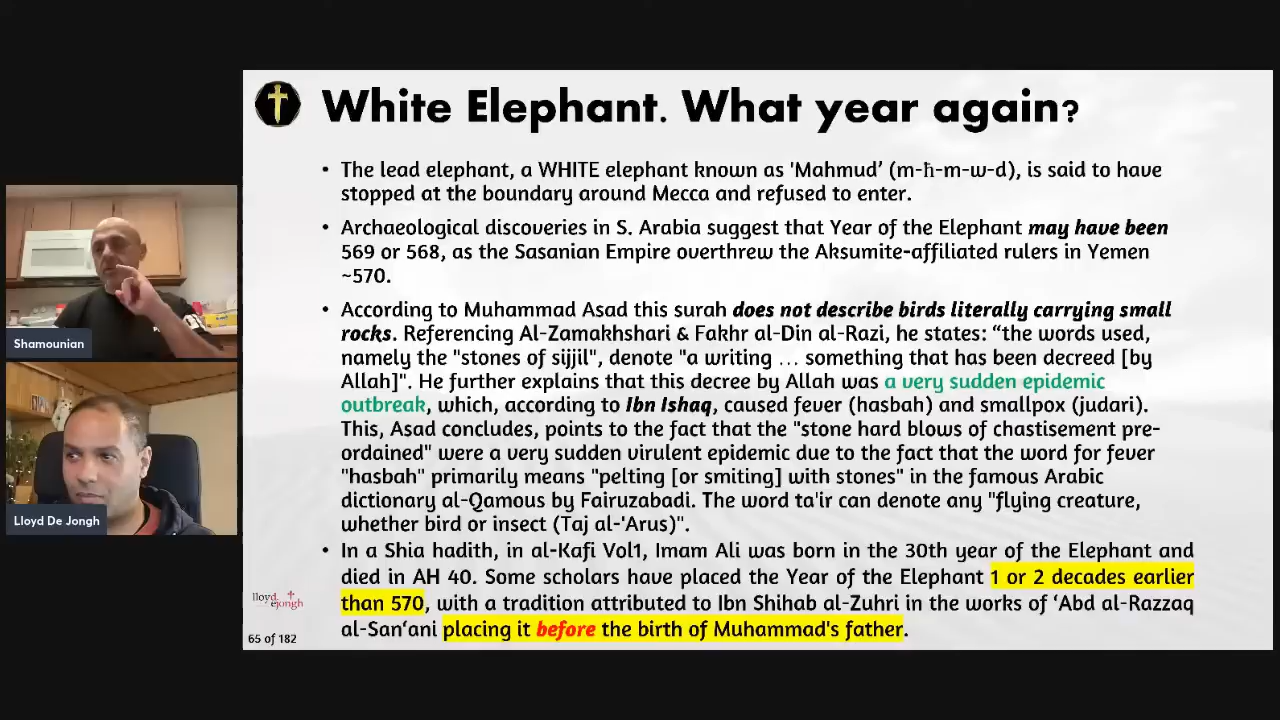 White Elephant. What year again?
• The lead elephant, a WHITE elephant known as 'Mahmud’ (m-ħ-m-w-d), is said to have
stopped at the boundary around Mecca and refused to enter.
• Archaeological discoveries in S. Arabia suggest that Year of the Elephant may have been
569 or 568, as the Sasanian Empire overthrew the Aksumite-affiliated rulers in Yemen
~570.
• According to Muhammad Asad this surah does not describe birds literally carrying small
rocks. Referencing Al-Zamakhshari & Fakhr al-Din al-Razi, he states: “the words used,
namely the "stones of sijjil", denote "a writing … something that has been decreed [by
Allah]". He further explains that this decree by Allah was a very sudden epidemic
outbreak, which, according to Ibn Ishaq, caused fever (hasbah) and smallpox (judari).
This, Asad concludes, points to the fact that the "stone hard blows of chastisement pre-
ordained" were a very sudden virulent epidemic due to the fact that the word for fever
"hasbah" primarily means "pelting [or smiting] with stones" in the famous Arabic
dictionary al-Qamous by Fairuzabadi. The word ta'ir can denote any "flying creature,
whether bird or insect (Taj al-'Arus)".
• In a Shia hadith, in al-Kafi Vol1, Imam Ali was born in the 30th year of the Elephant and
died in AH 40. Some scholars have placed the Year of the Elephant 1 or 2 decades earlier
than 570, with a tradition attributed to Ibn Shihab al-Zuhri in the works of ‘Abd al-Razzaq
al-San‘ani placing it before the birth of Muhammad's father.
Shamounian
Lloyd De Jongh
lloyd
ejongh
65 of 182